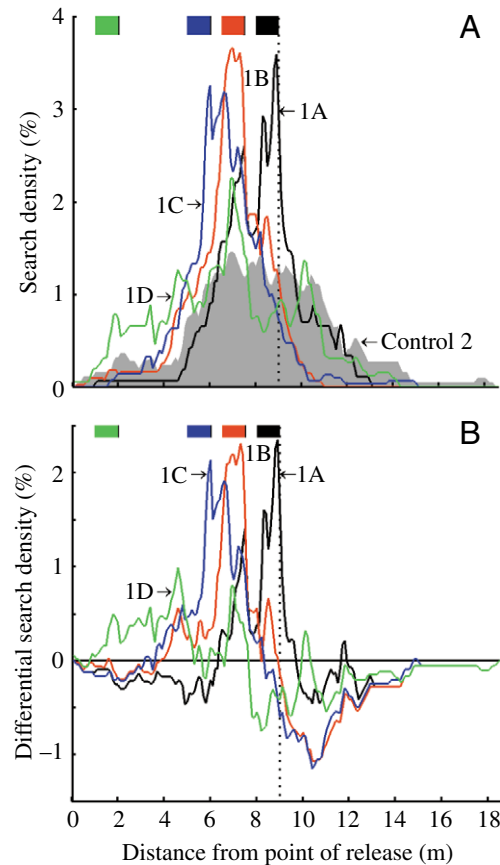 A
4
3
2
1
0
Search density (%)
1B
←1A
1C→
1D→
←Control 2
B
2
1
0
−1
Differential search density (%)
1B
1C→
←1A
1D→
0 2 4 6 8 10 12 14 16 18
Distance from point of release (m)